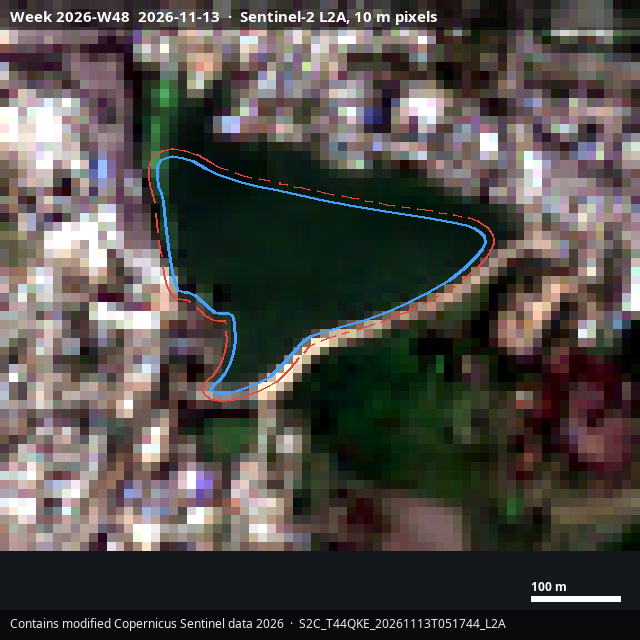 Week 2026-W48  2026-11-13  ·  Sentinel-2 L2A, 10 m pixels
100 m
Contains modified Copernicus Sentinel data 2026  ·  S2C_T44QKE_20261113T051744_L2A